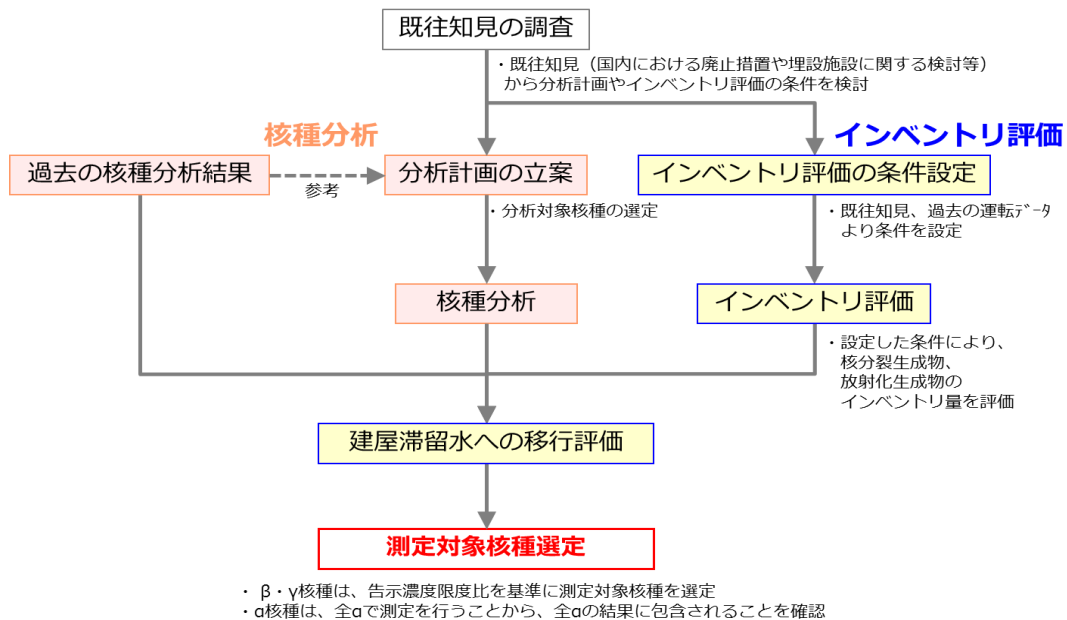 既往知見の調査
・既往知見（国内における廃止措置や埋設施設に関する検討等）
から分析計画やインベントリ評価の条件を検討
核種分析
インベントリ評価
過去の核種分析結果
参考
分析計画の立案
インベントリ評価の条件設定
・分析対象核種の選定
・既往知見、過去の運転ﾃﾞｰﾀ
より条件を設定
核種分析
インベントリ評価
・設定した条件により、
核分裂生成物、
放射化生成物の
インベントリ量を評価
建屋滞留水への移行評価
測定対象核種選定
・ β・γ核種は、告示濃度限度比を基準に測定対象核種を選定
・α核種は、全αで測定を行うことから、全αの結果に包含されることを確認